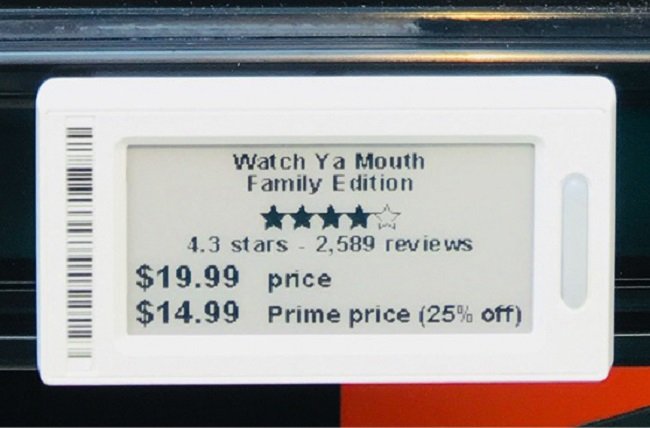 Watch Ya Mouth
Family Edition
4.3 stars - 2,589 reviews
$19.99 price
$14.99 Prime price (25% off)